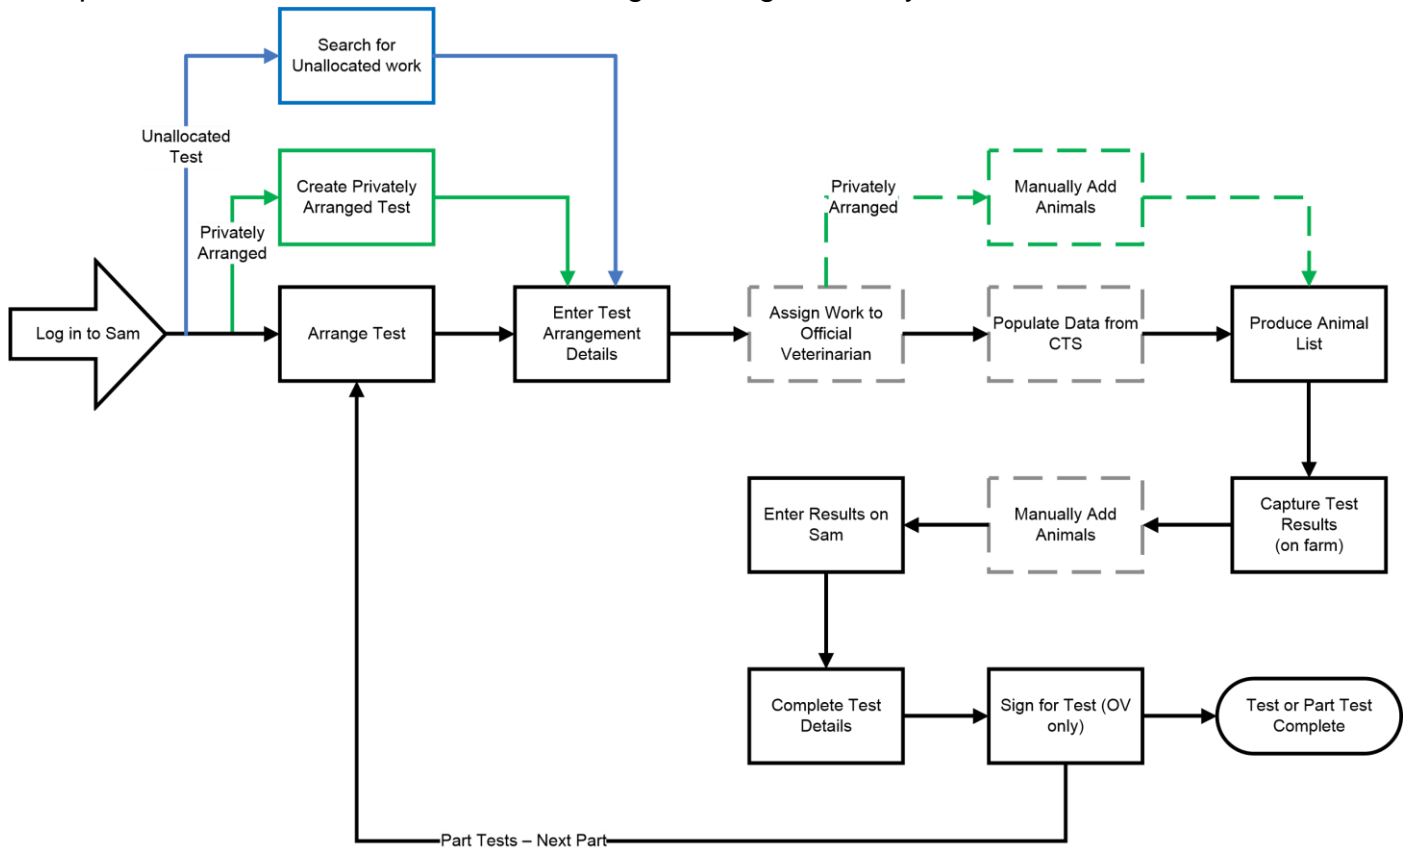 Search for
Unallocated work
Unallocated
Test
Create Privately
Arranged Test
Privately
Arranged
Privately
Arranged
Manually Add
Animals
Log in to Sam
Arrange Test
Enter Test
Arrangement
Details
Assign Work to
Official
Veterinarian
Populate Data from
CTS
Produce Animal
List
Enter Results on
Sam
Manually Add
Animals
Capture Test
Results
(on farm)
Complete Test
Details
Sign for Test (OV
only)
Test or Part Test
Complete
Part Tests – Next Part